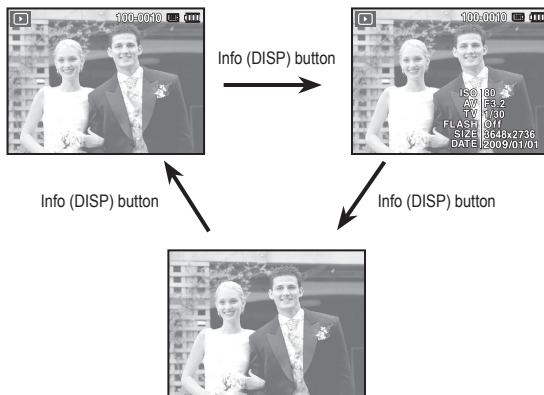 100-0010
Info (DISP) button
100-0010
ISO 80
AV F3.2
TV 1/30
FLASH Off
SIZE 3648x2736
DATE 2009/01/01
Info (DISP) button
Info (DISP) button